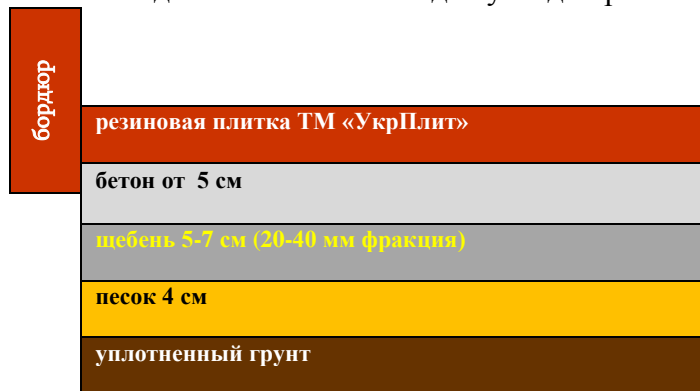 бордюр
резиновая плитка ТМ «УкрПлит»
бетон от 5 см
щебень 5-7 см (20-40 мм фракция)
песок 4 см
уплотненный грунт